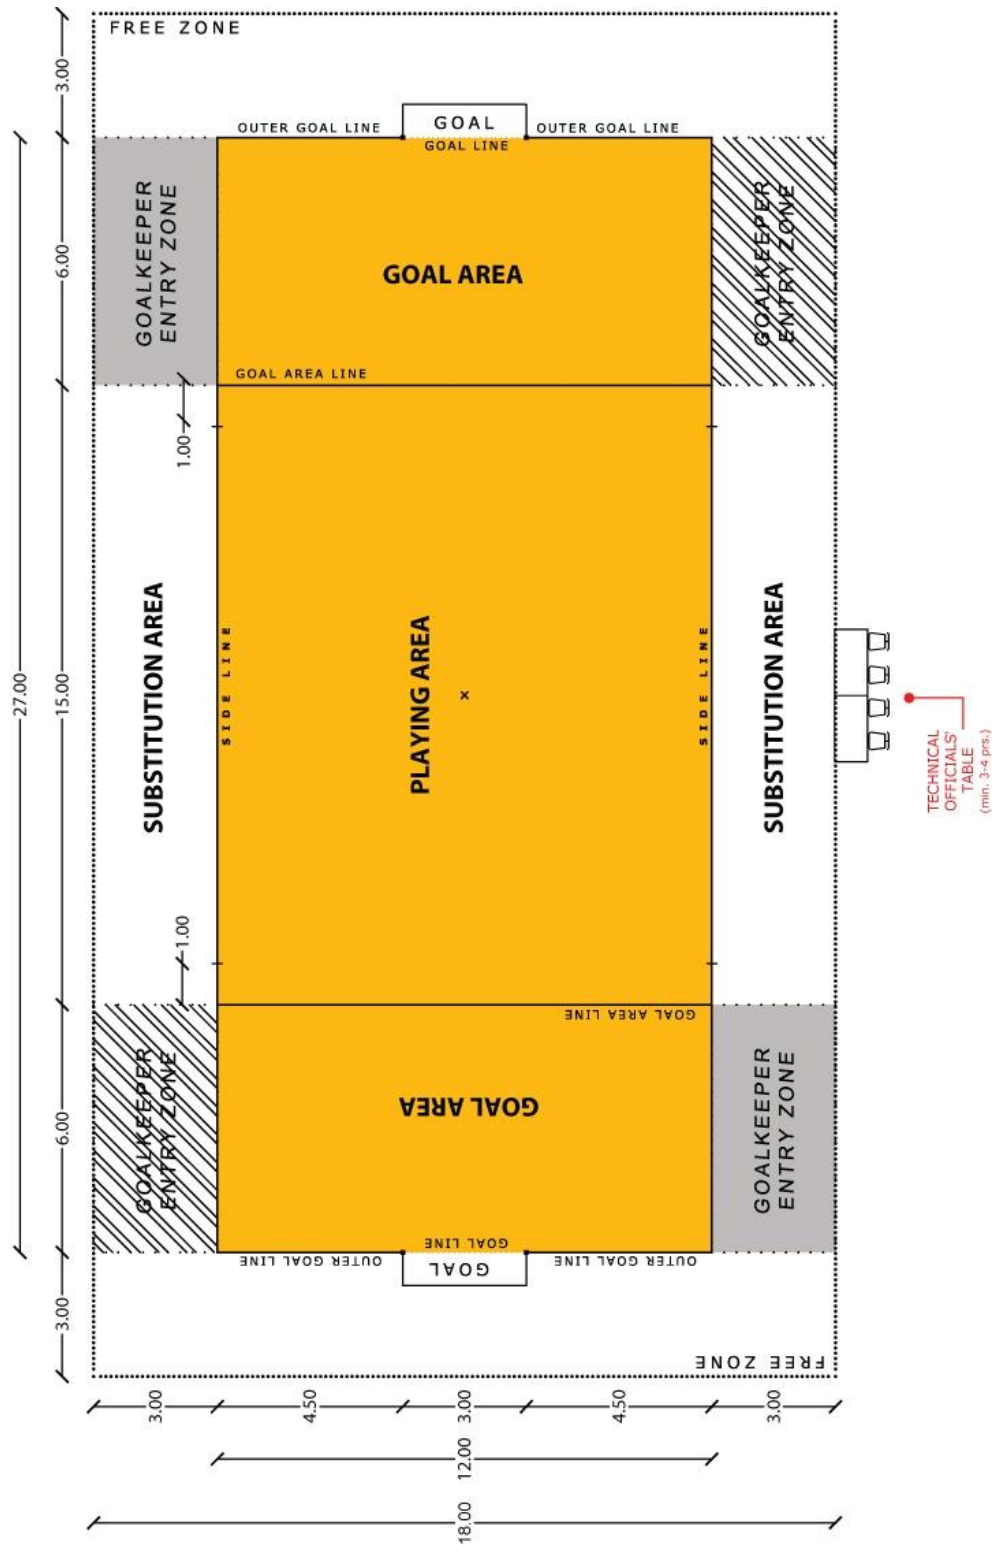 FREE ZONE
3.00
GOAL
OUTER GOAL LINE
OUTER GOAL LINE
GOAL LINE
GOALKEEPER
ENTRY ZONE
GOALKEEPER
ENTRY ZONE
6.00
GOAL AREA
GOAL AREA LINE
1.00
SUBSTITUTION AREA
SIDE LINE
PLAYING AREA
x
SIDE LINE
SUBSTITUTION AREA
27.00
15.00
TECHNICAL
OFFICIALS'
TABLE
(min. 3-4 prs.)
1.00
GOAL AREA LINE
GOALKEEPER
ENTRY ZONE
GOAL AREA
GOALKEEPER
ENTRY ZONE
6.00
GOAL LINE
OUTER GOAL LINE
OUTER GOAL LINE
GOAL
3.00
FREE ZONE
3.00
4.50
3.00
4.50
3.00
12.00
18.00